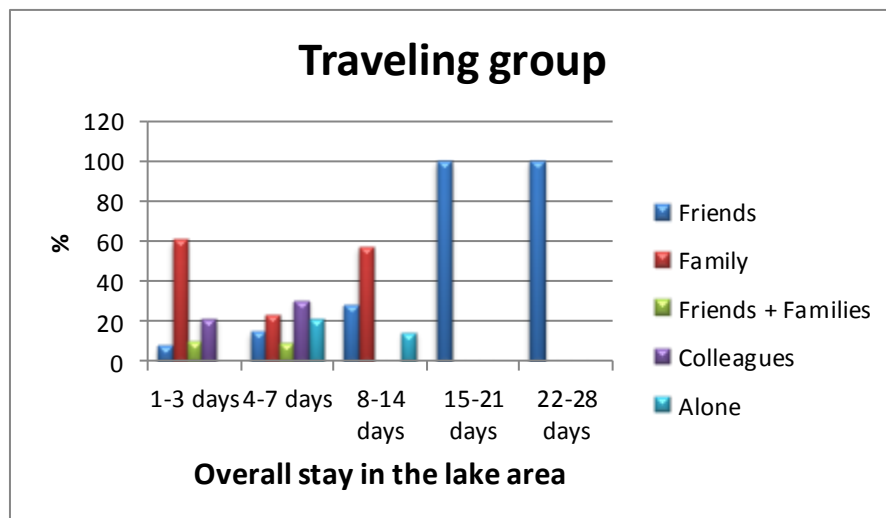 Traveling group
120
100
80
60
40
20
0
%
1-3 days 4-7 days 8-14 days 15-21 days 22-28 days
Overall stay in the lake area
Friends
Family
Friends + Families
Colleagues
Alone